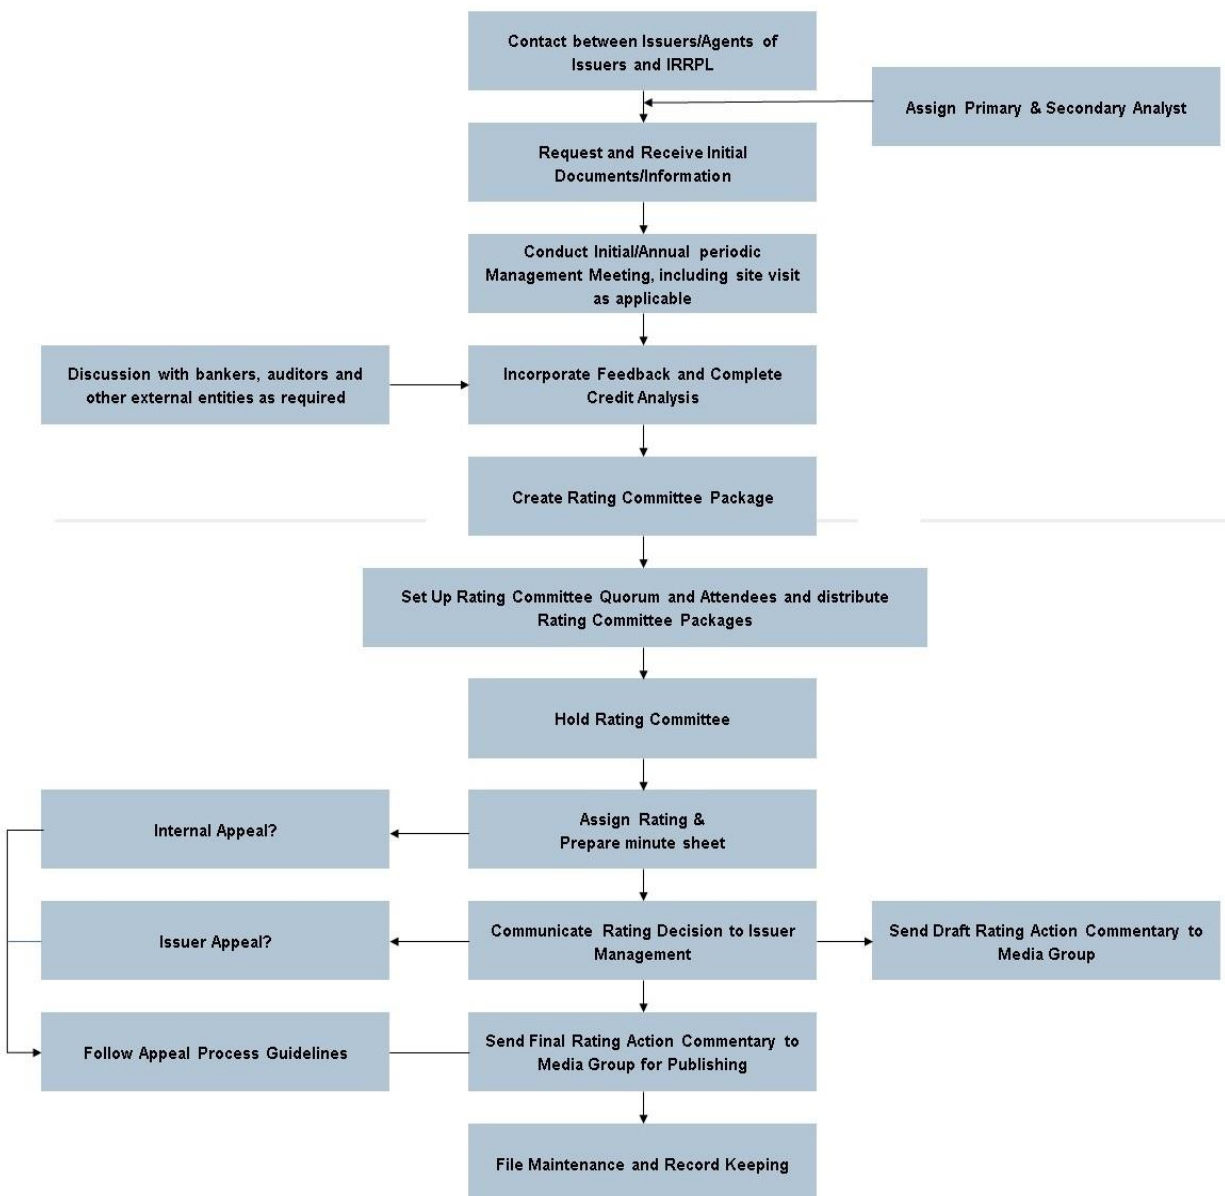 Contact between Issuers/Agents of
Issuers and IRRPL
Assign Primary & Secondary Analyst
Request and Receive Initial
Documents/Information
Conduct Initial/Annual periodic
Management Meeting, including site visit
as applicable
Discussion with bankers, auditors and
other external entities as required
Incorporate Feedback and Complete
Credit Analysis
Create Rating Committee Package
Set Up Rating Committee Quorum and Attendees and distribute
Rating Committee Packages
Hold Rating Committee
Internal Appeal?
Assign Rating &
Prepare minute sheet
Issuer Appeal?
Communicate Rating Decision to Issuer
Management
Send Draft Rating Action Commentary to
Media Group
Follow Appeal Process Guidelines
Send Final Rating Action Commentary to
Media Group for Publishing
File Maintenance and Record Keeping